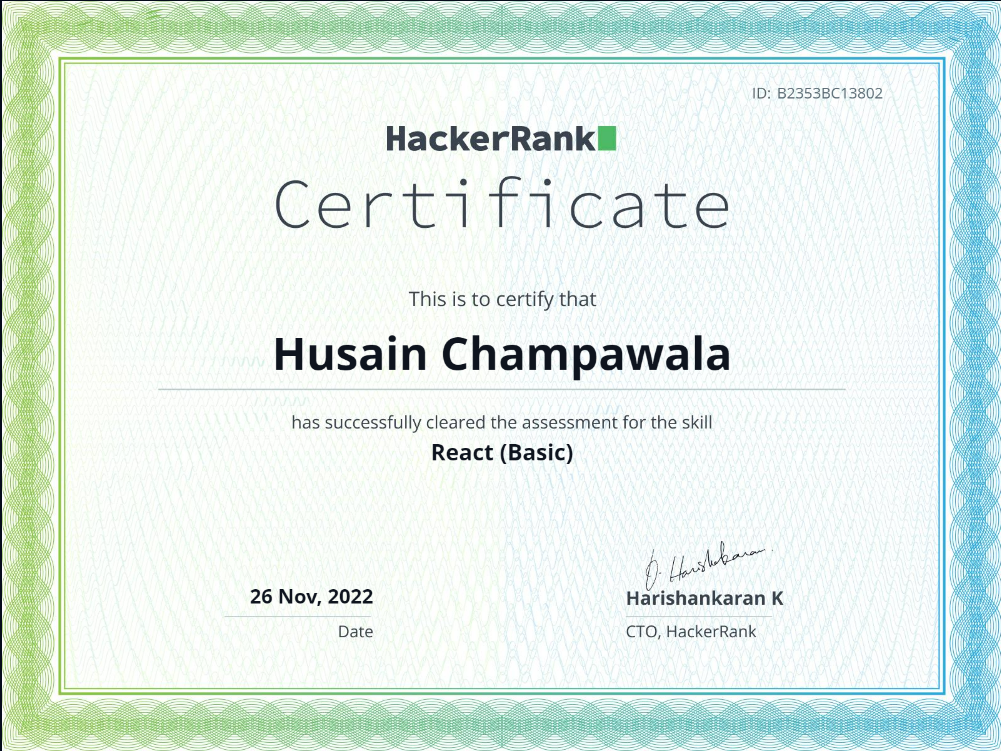 ID: B2353BC13802
HackerRank
Certificate
This is to certify that
Husain Champawala
has successfully cleared the assessment for the skill
React (Basic)
D. Harishankaran.
26 Nov, 2022
Harishankaran K
Date
CTO, HackerRank